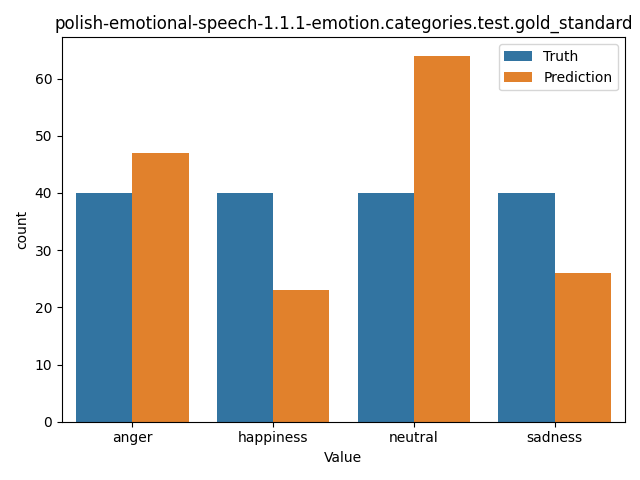 polish-emotional-speech-1.1.1-emotion.categories.test.gold_standard
Truth
Prediction
count
60
50
40
30
20
10
0
anger happiness neutral sadness
Value